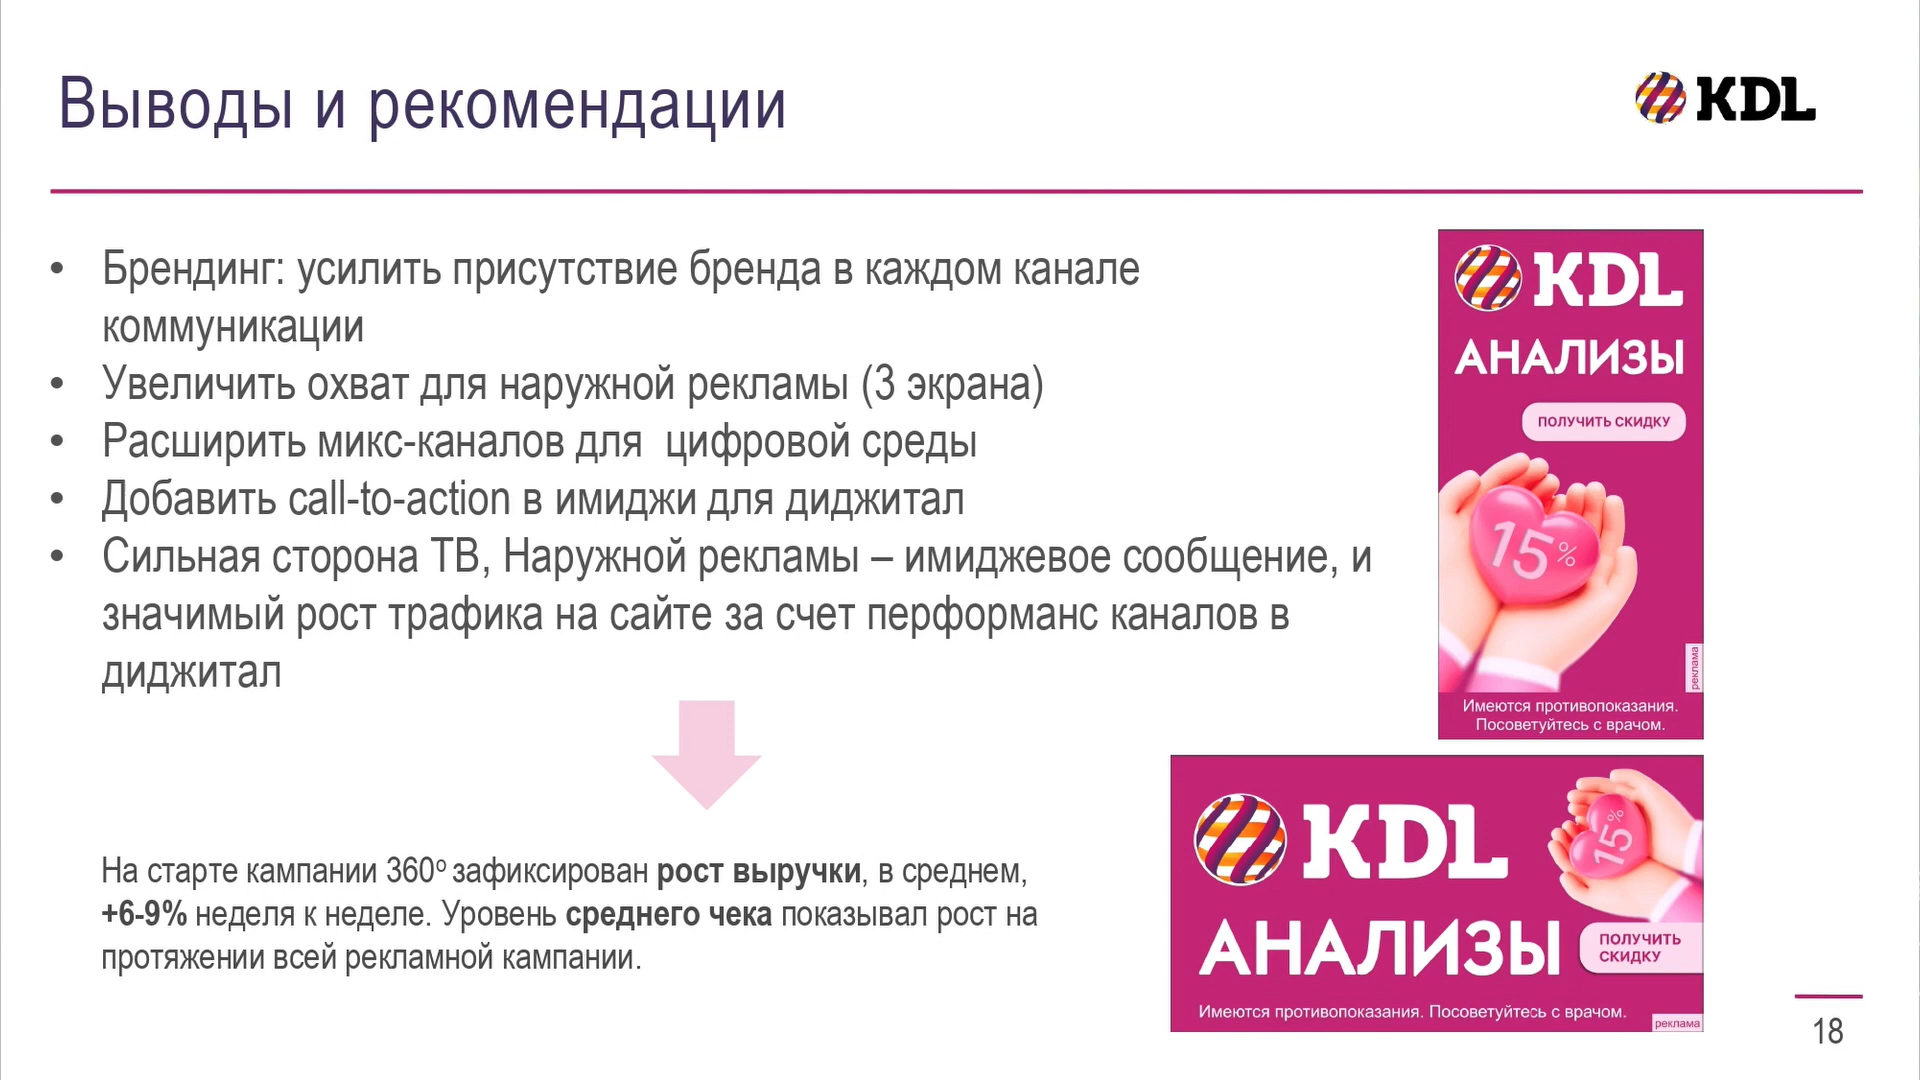 Выводы и рекомендации
KDL
• Брендинг: усилить присутствие бренда в каждом канале
коммуникации
• Увеличить охват для наружной рекламы (3 экрана)
• Расширить микс-каналов для  цифровой среды
• Добавить call-to-action в имиджи для диджитал
• Сильная сторона ТВ, Наружной рекламы – имиджевое сообщение, и
значимый рост трафика на сайте за счет перформанс каналов в
диджитал
На старте кампании 360º зафиксирован рост выручки, в среднем,
+6-9% неделя к неделе. Уровень среднего чека показывал рост на
протяжении всей рекламной кампании.
KDL
АНАЛИЗЫ
ПОЛУЧИТЬ СКИДКУ
15%
реклама
Имеются противопоказания.
Посоветуйтесь с врачом.
KDL
15%
АНАЛИЗЫ
ПОЛУЧИТЬ
СКИДКУ
Имеются противопоказания. Посоветуйтесь с врачом.
реклама
18